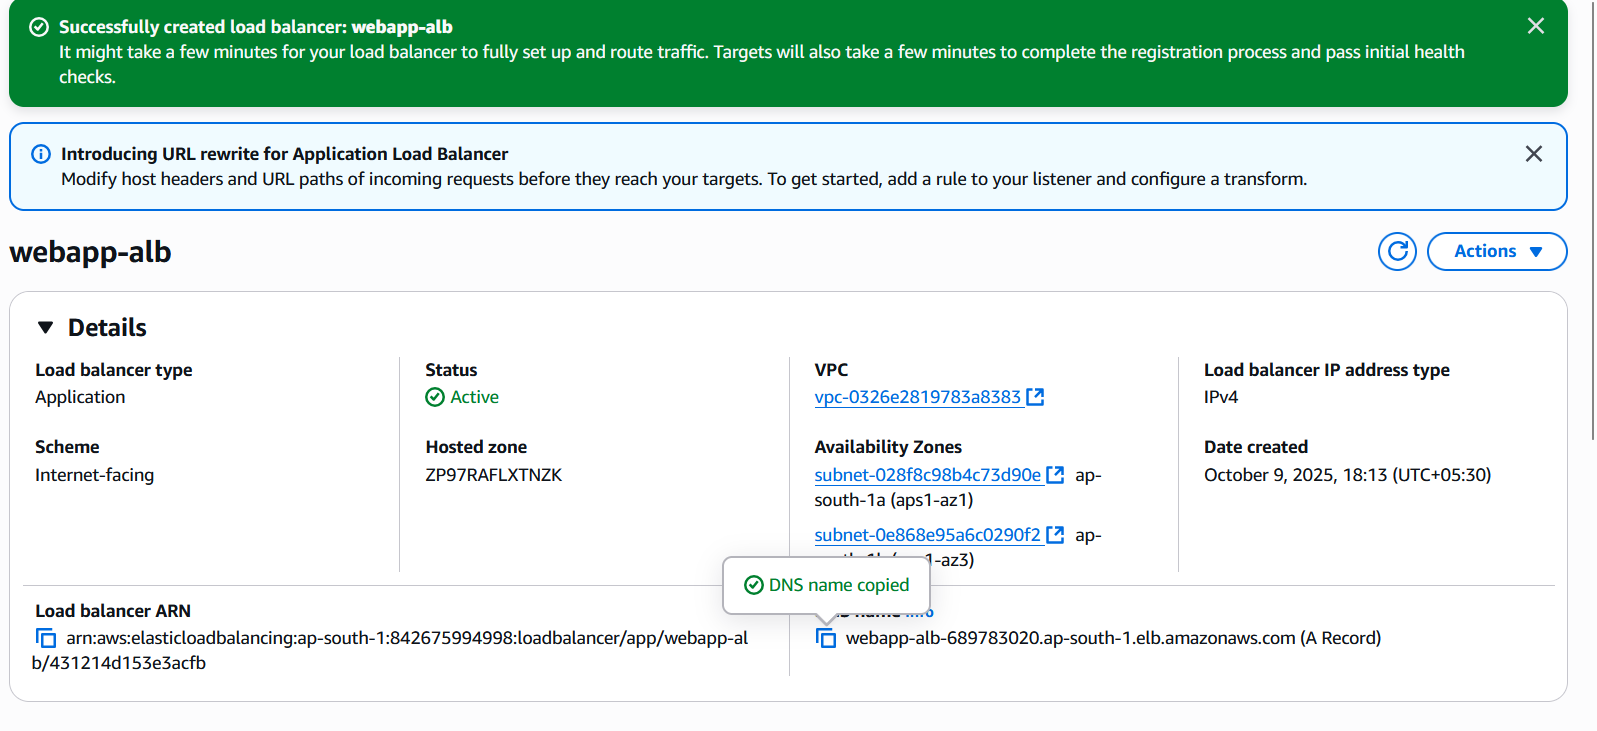 Successfully created load balancer: webapp-alb
It might take a few minutes for your load balancer to fully set up and route traffic. Targets will also take a few minutes to complete the registration process and pass initial health
checks.
Introducing URL rewrite for Application Load Balancer
Modify host headers and URL paths of incoming requests before they reach your targets. To get started, add a rule to your listener and configure a transform.
webapp-alb
Actions
Details
Load balancer type
Application
Status
Active
VPC
vpc-0326e2819783a8383
Load balancer IP address type
IPv4
Scheme
Internet-facing
Hosted zone
ZP97RAFLXTNZK
Availability Zones
subnet-028f8c98b4c73d90e ap-
south-1a (aps1-az1)
subnet-0e868e95a6c0290f2 ap-
Date created
October 9, 2025, 18:13 (UTC+05:30)
DNS name copied
Load balancer ARN
arn:aws:elasticloadbalancing:ap-south-1:842675994998:loadbalancer/app/webapp-al
b/431214d153e3acfb
webapp-alb-689783020.ap-south-1.elb.amazonaws.com (A Record)